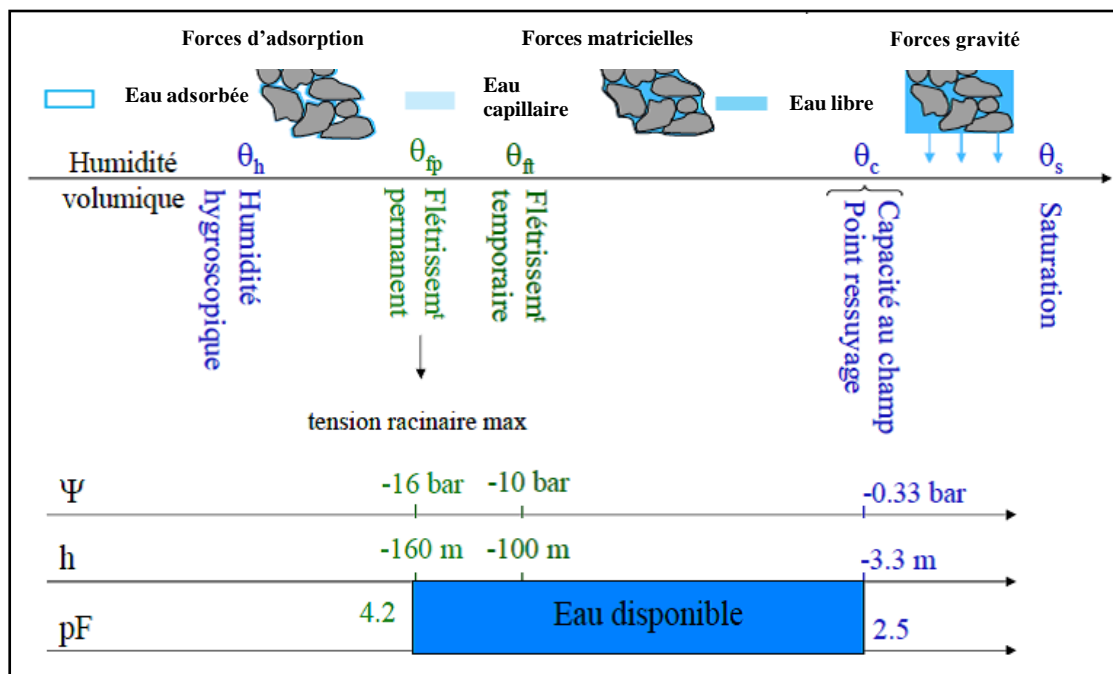 Forces d’adsorption
Forces matricielles
Forces gravité
Eau adsorbée
Eau
capillaire
Eau libre
Humidité
volumique
θh
θfp
θft
θc
θs
Humidité
hygroscopique
Flétrissemt
permanent
Flétrissemt
temporaire
Capacité au champ
Point ressuyage
Saturation
tension racinaire max
Ψ
-16 bar
-10 bar
-0.33 bar
h
-160 m
-100 m
-3.3 m
pF
4.2
Eau disponible
2.5